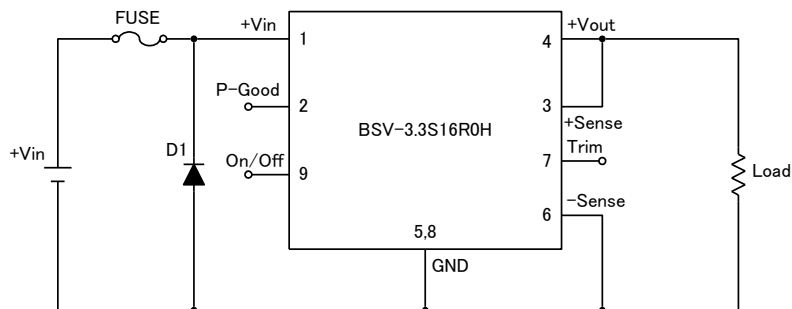 FUSE
+Vin
1
4
+Vout
P-Good
2
3
+Sense
BSV-3.3S16R0H
+Vin
D1
On/Off
9
Trim
7
Load
-Sense
6
5,8
GND